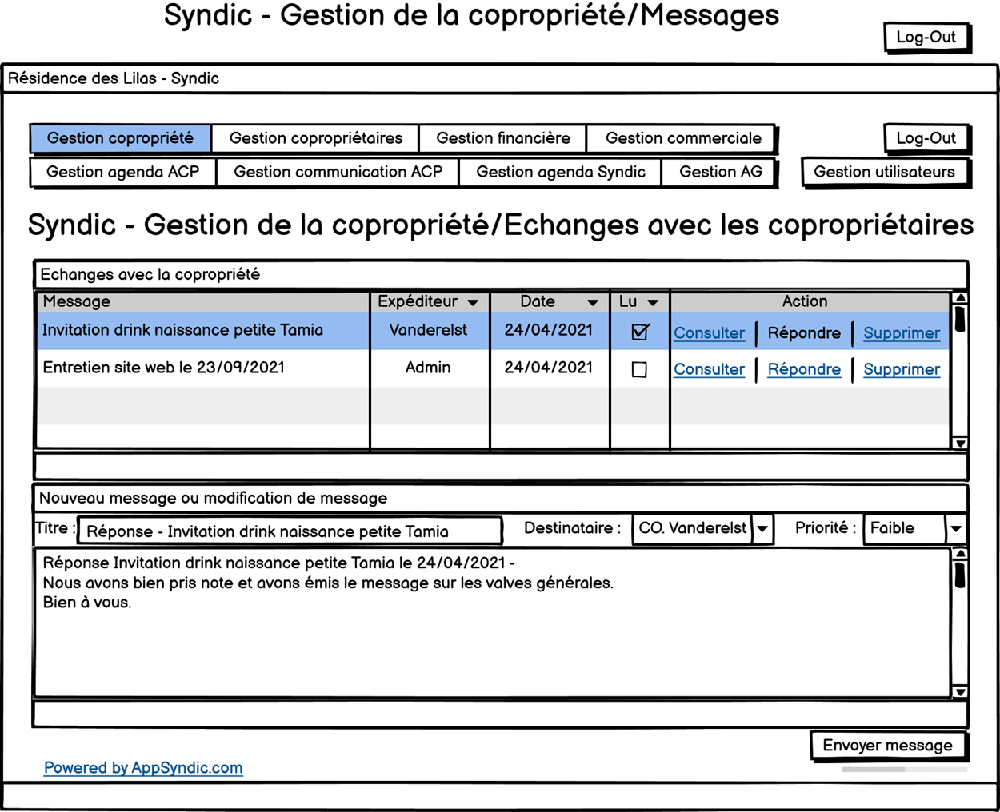 Syndic - Gestion de la copropriété/Messages
Log-Out
Résidence des Lilas - Syndic
Gestion copropriété Gestion copropriétaires Gestion financière Gestion commerciale Log-Out
Gestion agenda ACP Gestion communication ACP Gestion agenda Syndic Gestion AG Gestion utilisateurs
Syndic - Gestion de la copropriété/Echanges avec les copropriétaires
Echanges avec la copropriété
Message Expéditeur Date Lu Action
Invitation drink naissance petite Tamia Vanderelst 24/04/2021 Consulter Répondre Supprimer
Entretien site web le 23/09/2021 Admin 24/04/2021 Consulter Répondre Supprimer
Nouveau message ou modification de message
Titre : Réponse - Invitation drink naissance petite Tamia Destinataire : CO. Vanderelst Priorité : Faible
Réponse Invitation drink naissance petite Tamia le 24/04/2021 -
Nous avons bien pris note et avons émis le message sur les valves générales.
Bien à vous.
Envoyer message
Powered by AppSyndic.com